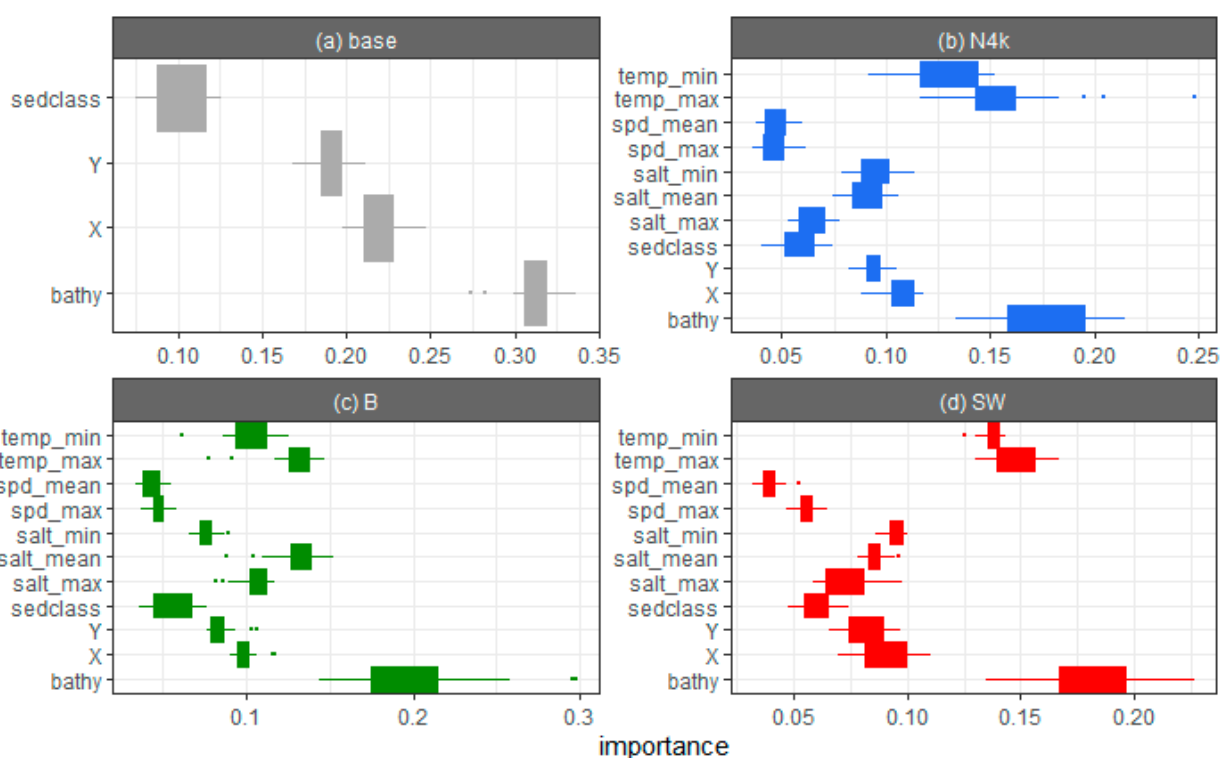 (a) base
sedclass
Y
X
bathy
0.10 0.15 0.20 0.25 0.30 0.35
(b) N4k
temp_min
temp_max
spd_mean
spd_max
salt_min
salt_mean
salt_max
sedclass
Y
X
bathy
0.05 0.10 0.15 0.20 0.25
(c) B
temp_min
temp_max
spd_mean
spd_max
salt_min
salt_mean
salt_max
sedclass
Y
X
bathy
0.1 0.2 0.3
(d) SW
temp_min
temp_max
spd_mean
spd_max
salt_min
salt_mean
salt_max
sedclass
Y
X
bathy
0.05 0.10 0.15 0.20
importance